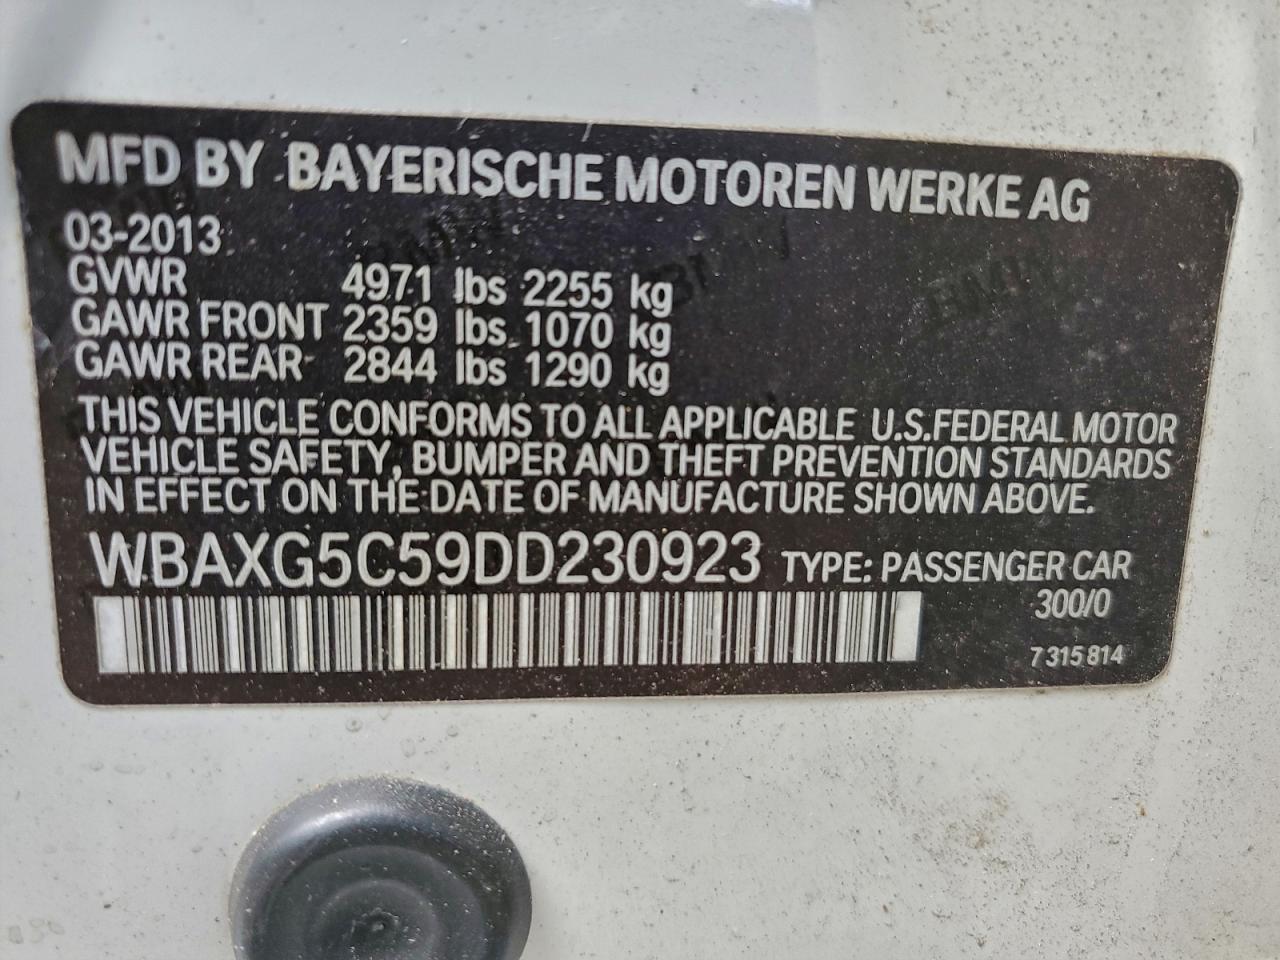 MFD BY BAYERISCHE MOTOREN WERKE AG
03-2013
GVWR 4971 lbs 2255 kg
GAWR FRONT 2359 lbs 1070 kg
GAWR REAR 2844 lbs 1290 kg
THIS VEHICLE CONFORMS TO ALL APPLICABLE U.S.FEDERAL MOTOR
VEHICLE SAFETY, BUMPER AND THEFT PREVENTION STANDARDS
IN EFFECT ON THE DATE OF MANUFACTURE SHOWN ABOVE.
WBAXG5C59DD230923 TYPE: PASSENGER CAR
300/0
7 315 814